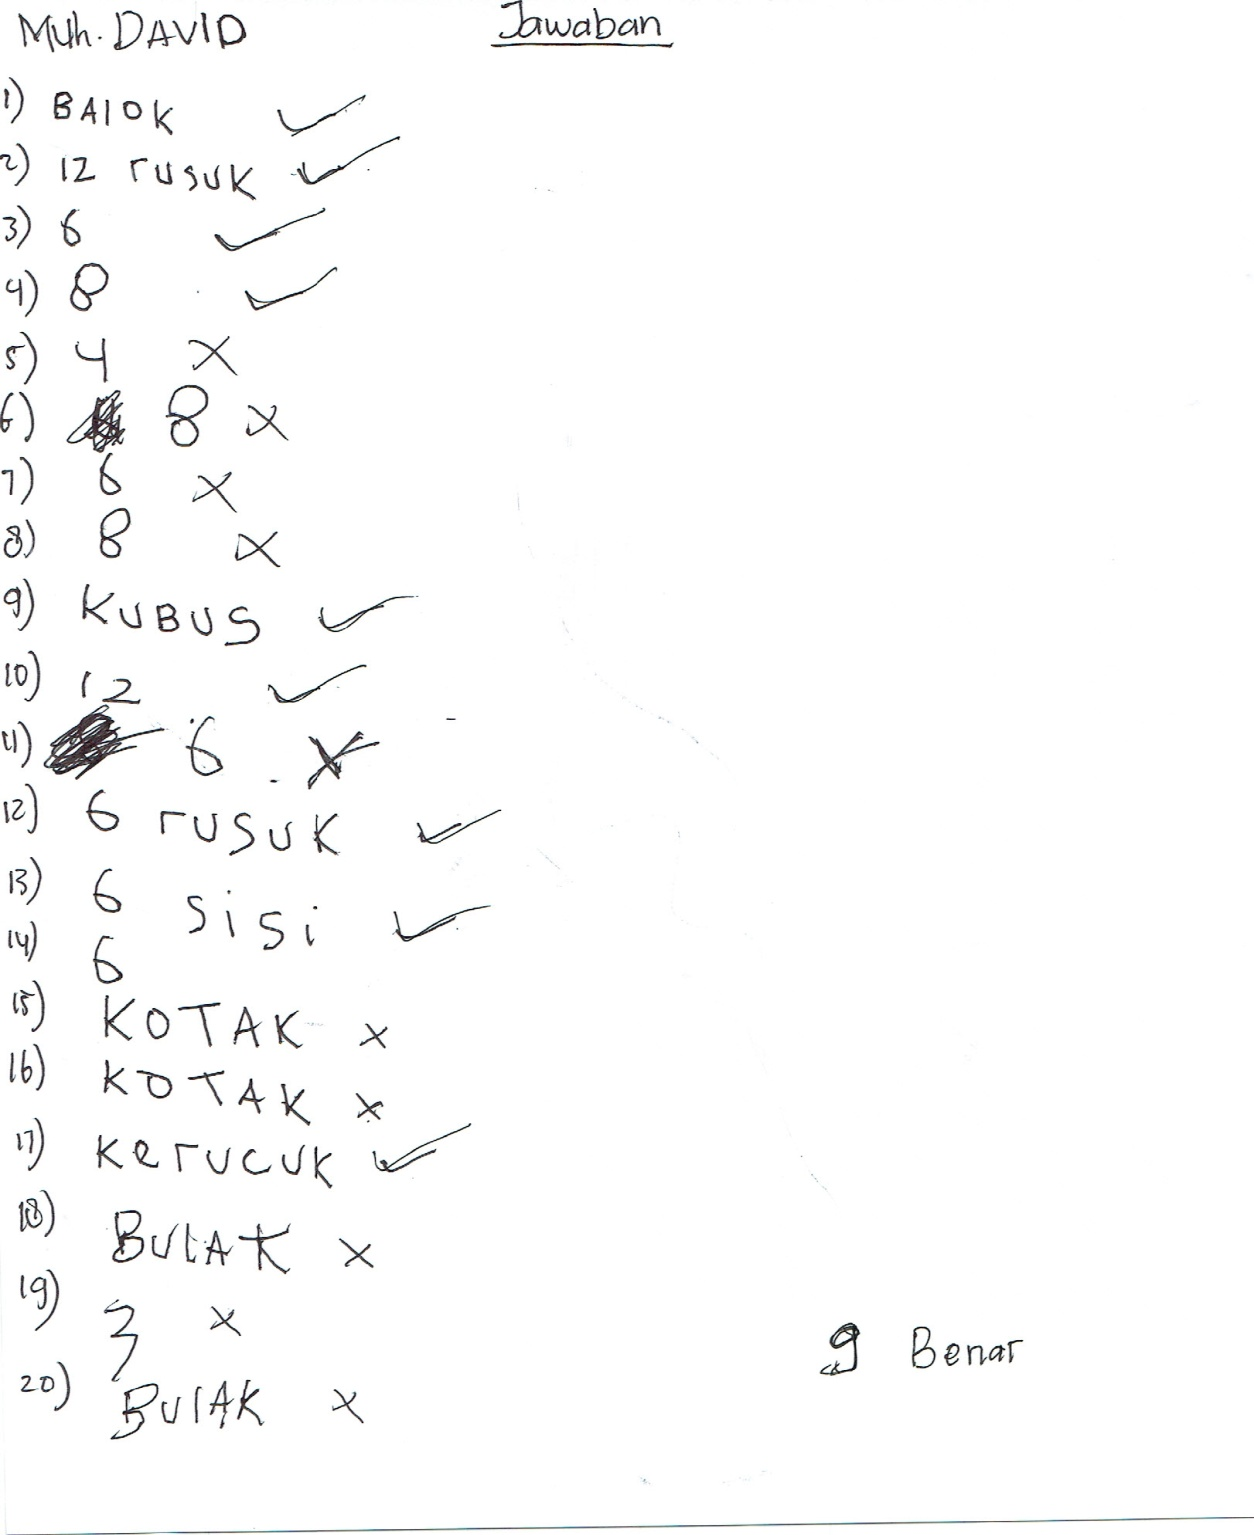 Muh. DAVID
Jawaban
1) BALOK ✓
2) 12 rusuk ✓
3) 6 ✓
4) 8 ✓
5) 4 ×
6) 8 ×
7) 6 ×
8) 8 ×
9) KUBUS ✓
10) 12 ✓
11) 6 ×
12) 6 rusuk ✓
13) 6 sisi ✓
14) 6
15) KOTAK ×
16) KOTAK ×
17) Kerucuk ✓
18) BULAK ×
19) 3 ×
20) BULAK ×
9 Benar